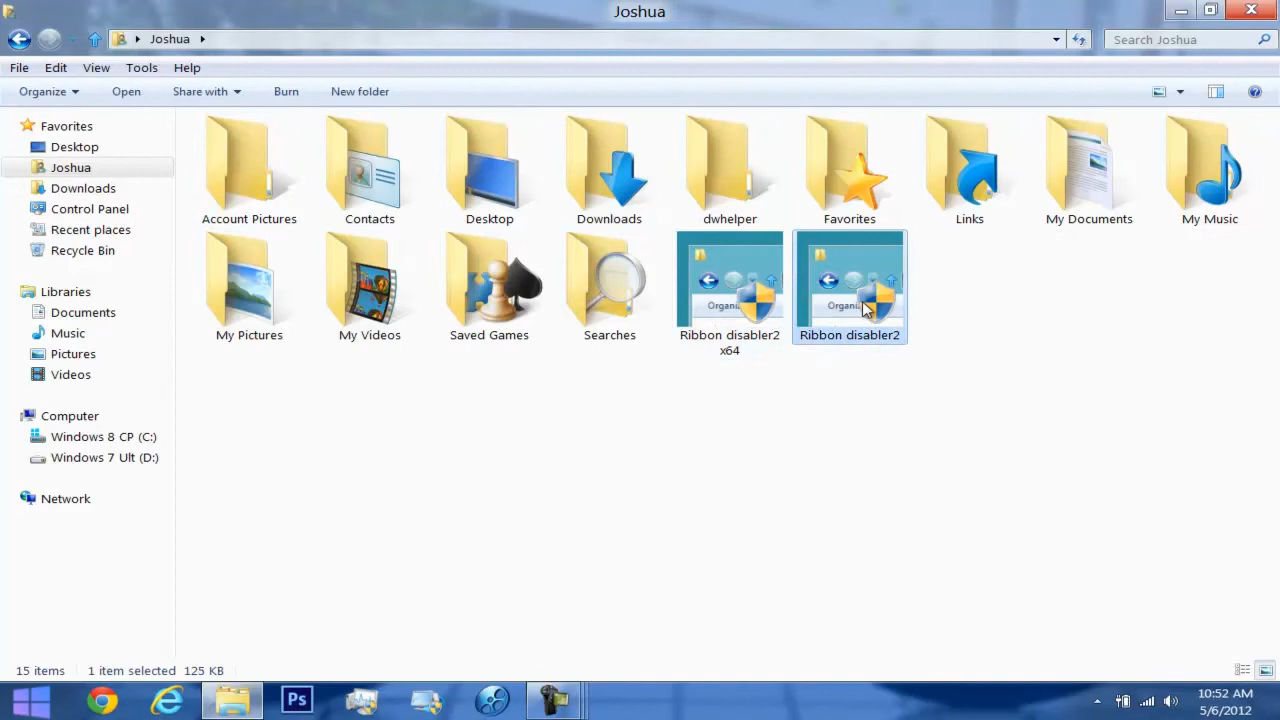 Joshua
Joshua
Search Joshua
File Edit View Tools Help
Organize Open Share with Burn New folder
Favorites
Desktop
Joshua
Downloads
Control Panel
Recent places
Recycle Bin
Libraries
Documents
Music
Pictures
Videos
Computer
Windows 8 CP (C:)
Windows 7 Ult (D:)
Network
Account Pictures
Contacts
Desktop
Downloads
dwhelper
Favorites
Links
My Documents
My Music
My Pictures
My Videos
Saved Games
Searches
Organi
Ribbon disabler2
x64
Organi
Ribbon disabler2
15 items 1 item selected 125 KB
Ps
10:52 AM
5/6/2012